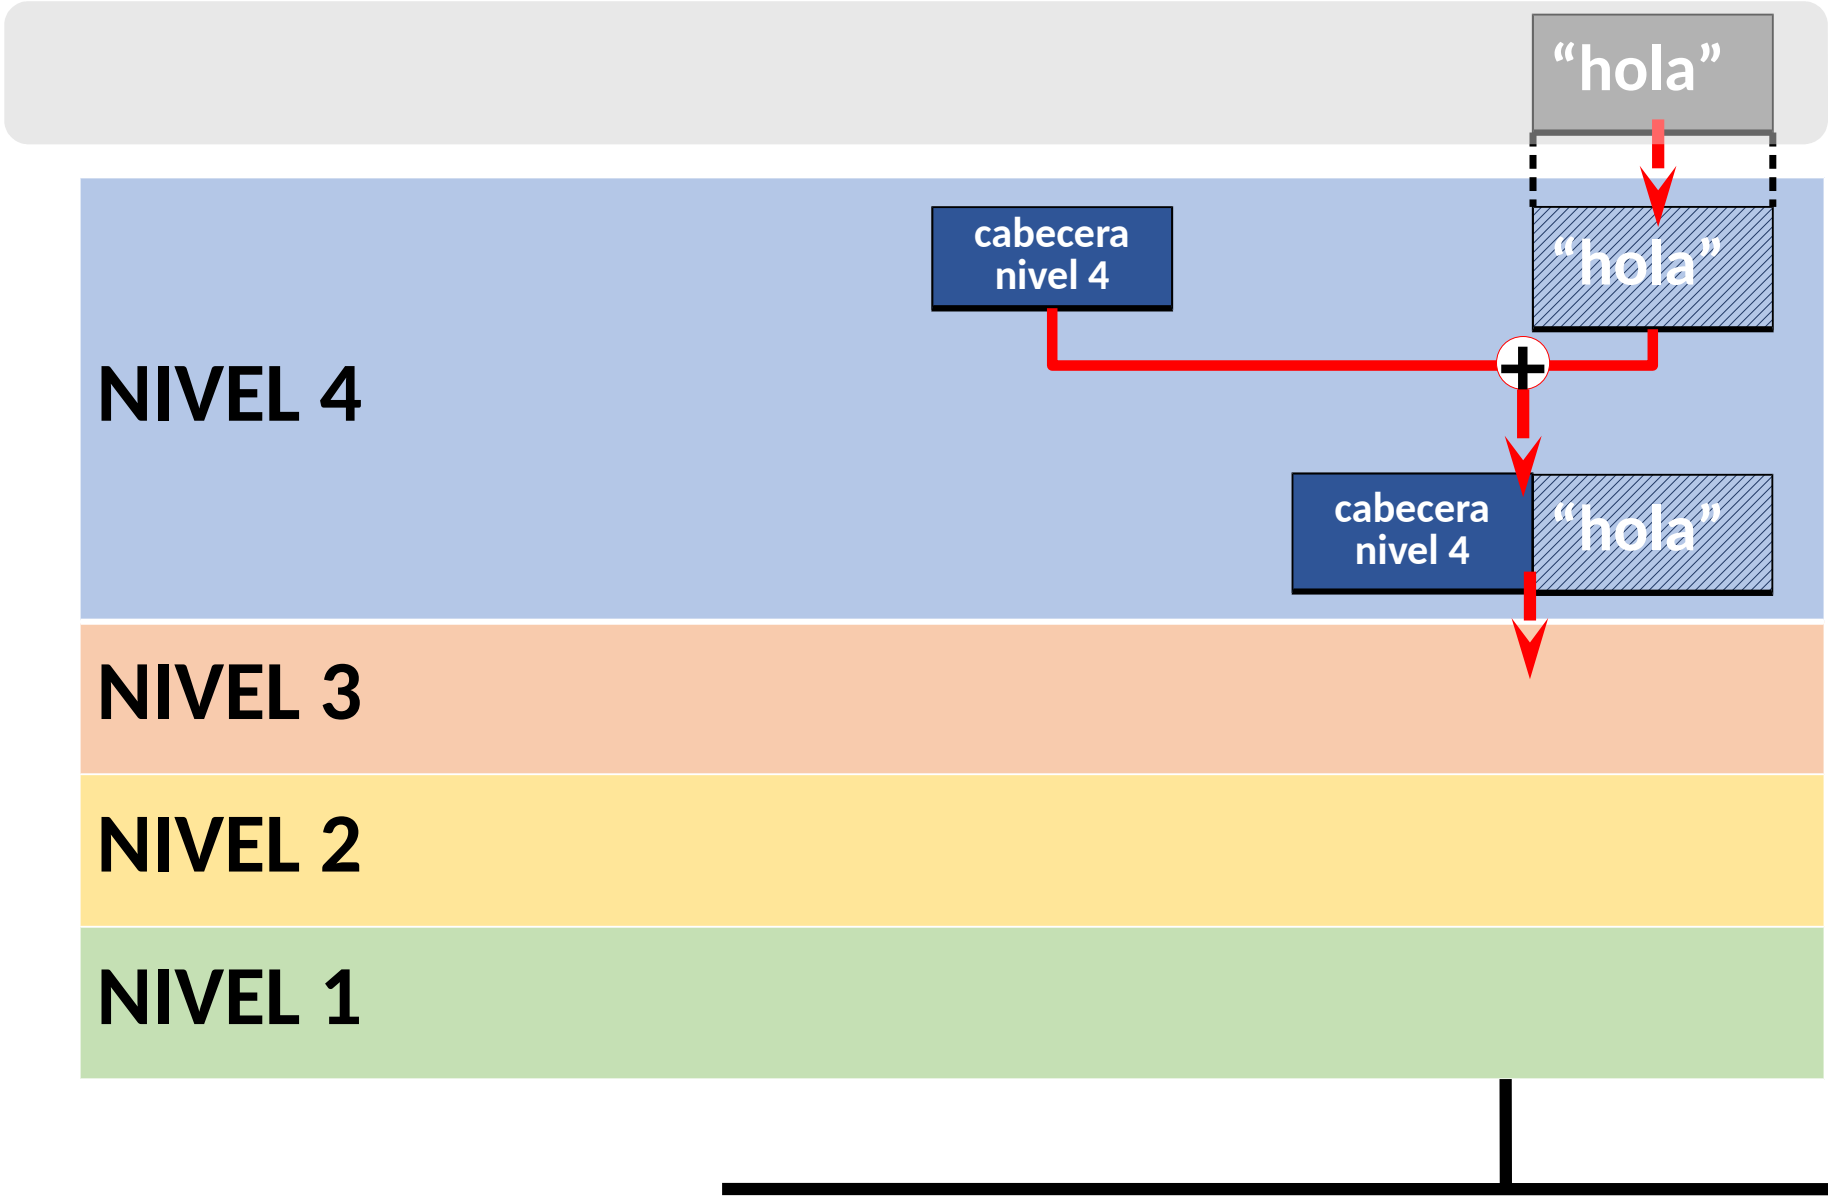 “hola”
cabecera
nivel 4
“hola”
NIVEL 4
cabecera
nivel 4
“hola”
NIVEL 3
NIVEL 2
NIVEL 1